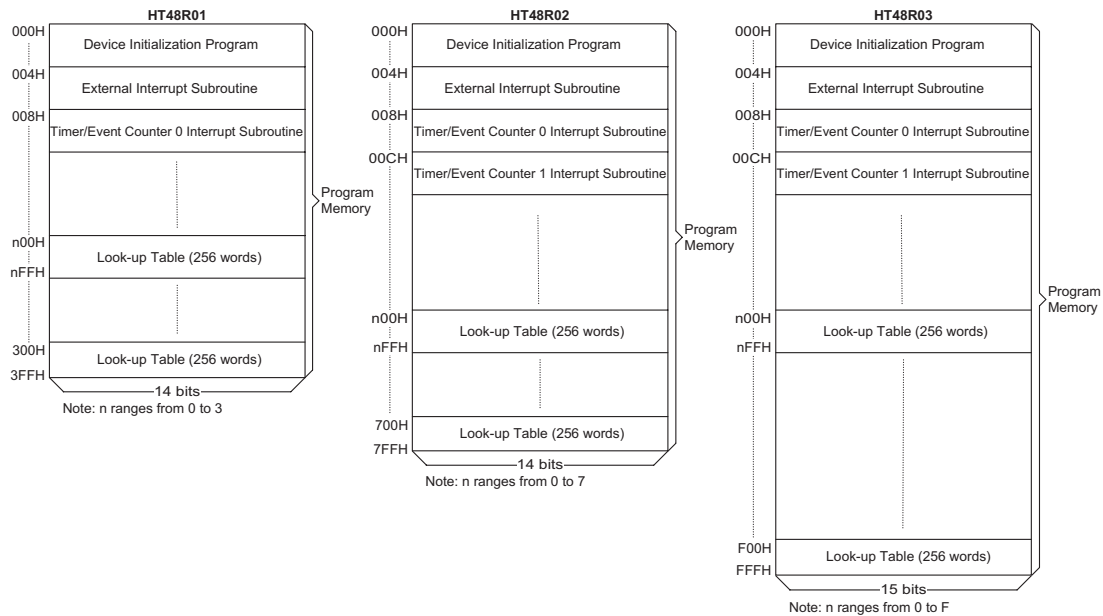 HT48R01
000H
Device Initialization Program
004H
External Interrupt Subroutine
008H
Timer/Event Counter 0 Interrupt Subroutine
n00H
Look-up Table (256 words)
nFFH
300H
Look-up Table (256 words)
3FFH
14 bits
Note: n ranges from 0 to 3
Program
Memory
HT48R02
000H
Device Initialization Program
004H
External Interrupt Subroutine
008H
Timer/Event Counter 0 Interrupt Subroutine
00CH
Timer/Event Counter 1 Interrupt Subroutine
n00H
Look-up Table (256 words)
nFFH
700H
Look-up Table (256 words)
7FFH
14 bits
Note: n ranges from 0 to 7
Program
Memory
HT48R03
000H
Device Initialization Program
004H
External Interrupt Subroutine
008H
Timer/Event Counter 0 Interrupt Subroutine
00CH
Timer/Event Counter 1 Interrupt Subroutine
n00H
Look-up Table (256 words)
nFFH
F00H
Look-up Table (256 words)
FFFH
15 bits
Note: n ranges from 0 to F
Program
Memory